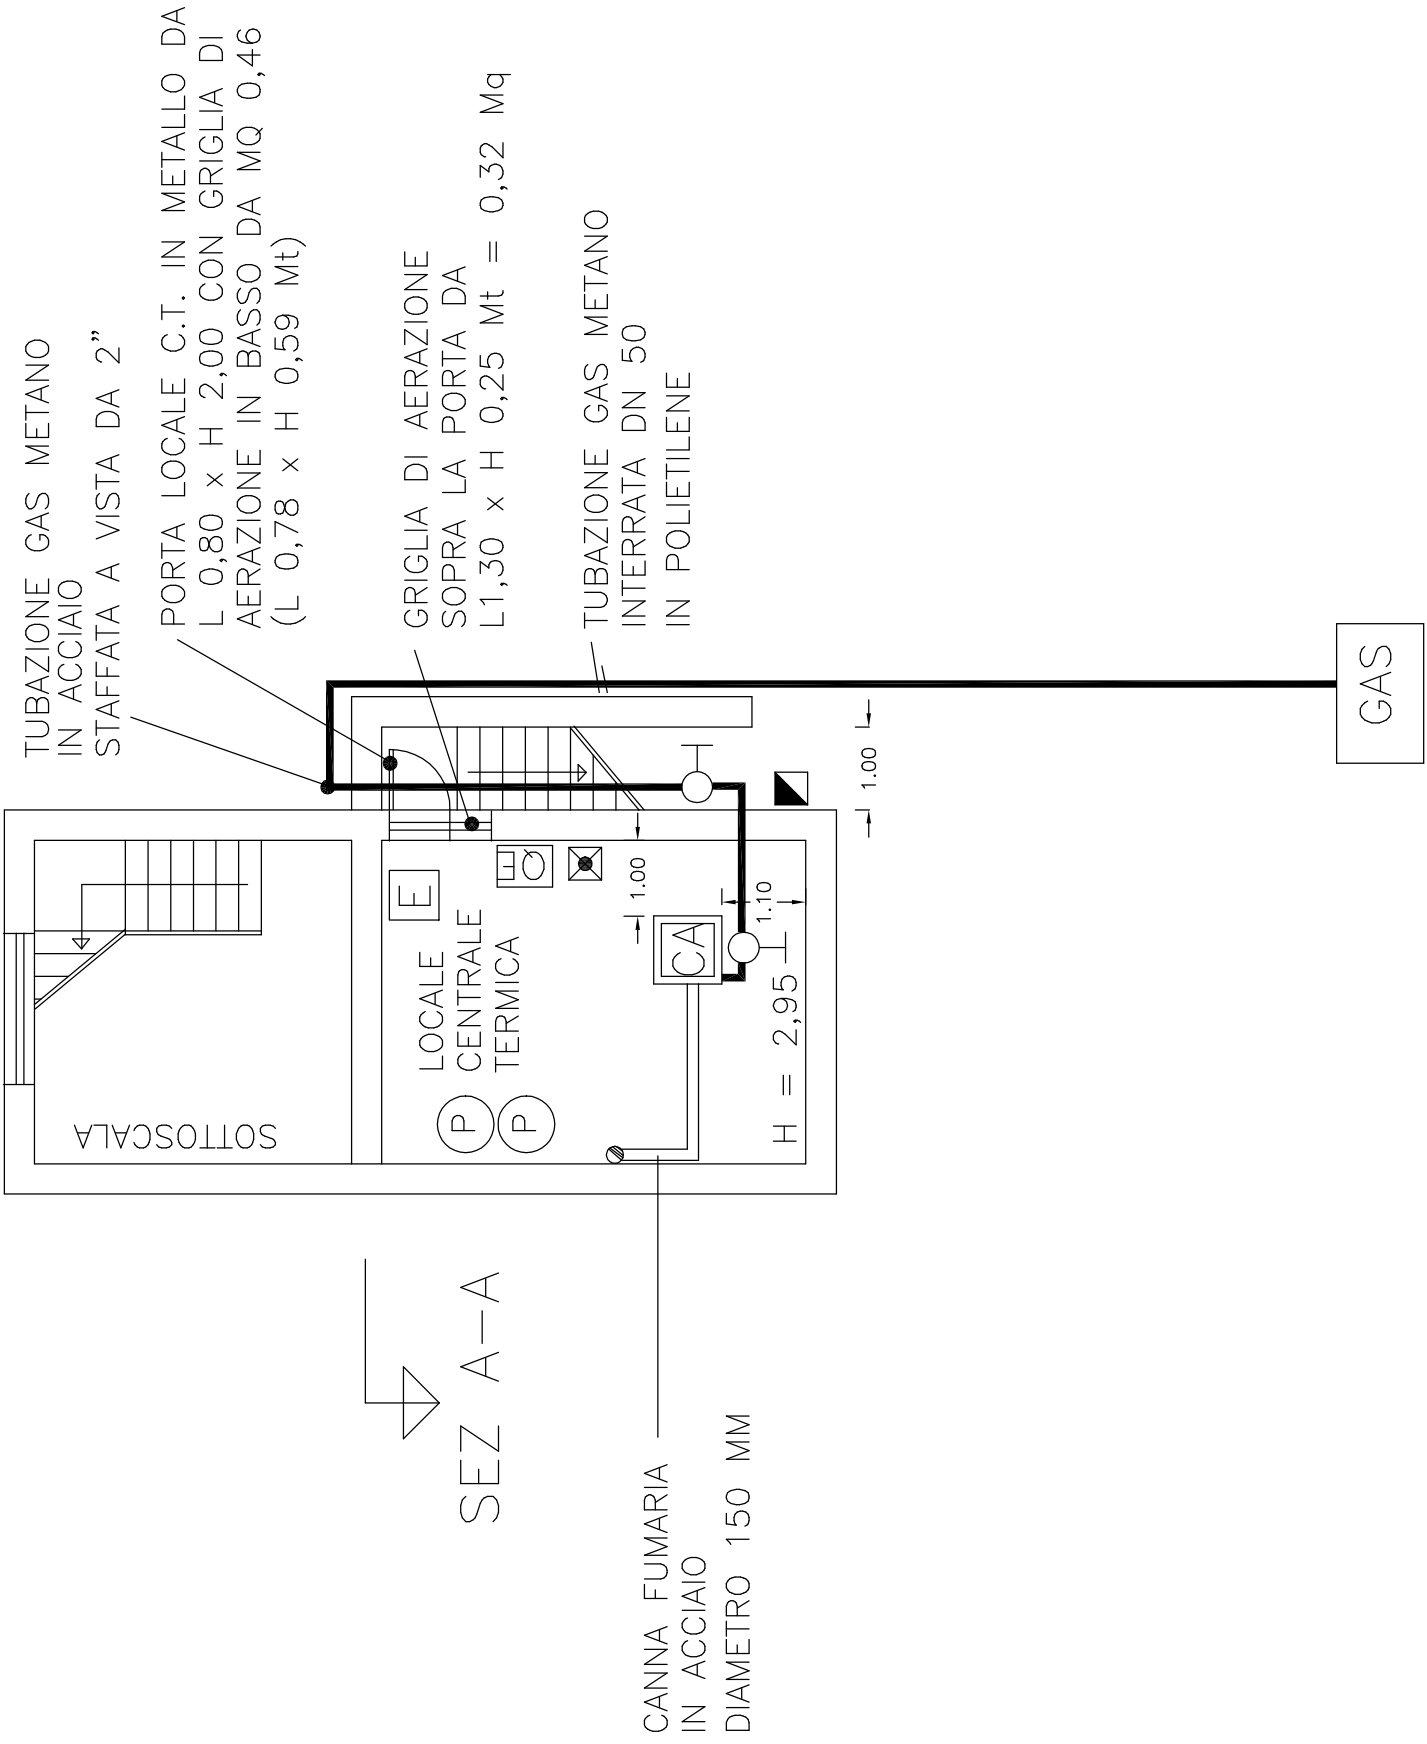 TUBAZIONE GAS METANO
IN ACCIAIO
STAFFATA A VISTA DA 2"
PORTA LOCALE C.T. IN METALLO DA
L 0,80 x H 2,00 CON GRIGLIA DI
AERAZIONE IN BASSO DA MQ 0,46
(L 0,78 x H 0,59 Mt)
GRIGLIA DI AERAZIONE
SOPRA LA PORTA DA
L1,30 x H 0,25 Mt = 0,32 Mq
TUBAZIONE GAS METANO
INTERRATA DN 50
IN POLIETILENE
GAS
1.00
1.00
1.10
E
CA
LOCALE
CENTRALE
TERMICA
P
P
H = 2,95
SOTTOSCALA
SEZ A-A
CANNA FUMARIA
IN ACCIAIO
DIAMETRO 150 MM